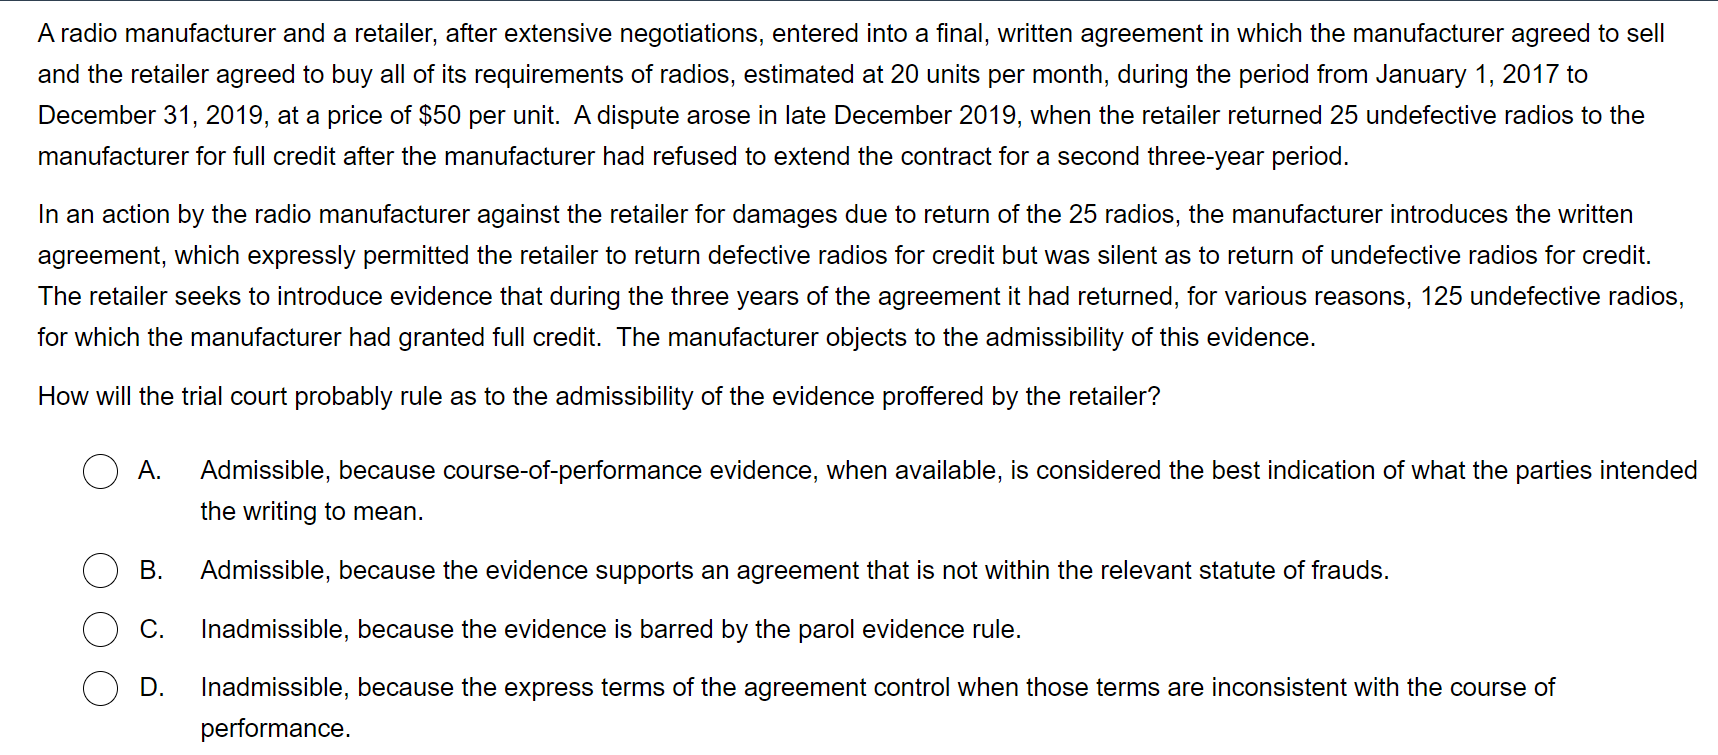 A radio manufacturer and a retailer, after extensive negotiations, entered into a final, written agreement in which the manufacturer agreed to sell
and the retailer agreed to buy all of its requirements of radios, estimated at 20 units per month, during the period from January 1, 2017 to
December 31, 2019, at a price of $50 per unit.  A dispute arose in late December 2019, when the retailer returned 25 undefective radios to the
manufacturer for full credit after the manufacturer had refused to extend the contract for a second three-year period.
In an action by the radio manufacturer against the retailer for damages due to return of the 25 radios, the manufacturer introduces the written
agreement, which expressly permitted the retailer to return defective radios for credit but was silent as to return of undefective radios for credit.
The retailer seeks to introduce evidence that during the three years of the agreement it had returned, for various reasons, 125 undefective radios,
for which the manufacturer had granted full credit.  The manufacturer objects to the admissibility of this evidence.
How will the trial court probably rule as to the admissibility of the evidence proffered by the retailer?
A. Admissible, because course-of-performance evidence, when available, is considered the best indication of what the parties intended
the writing to mean.
B. Admissible, because the evidence supports an agreement that is not within the relevant statute of frauds.
C. Inadmissible, because the evidence is barred by the parol evidence rule.
D. Inadmissible, because the express terms of the agreement control when those terms are inconsistent with the course of
performance.